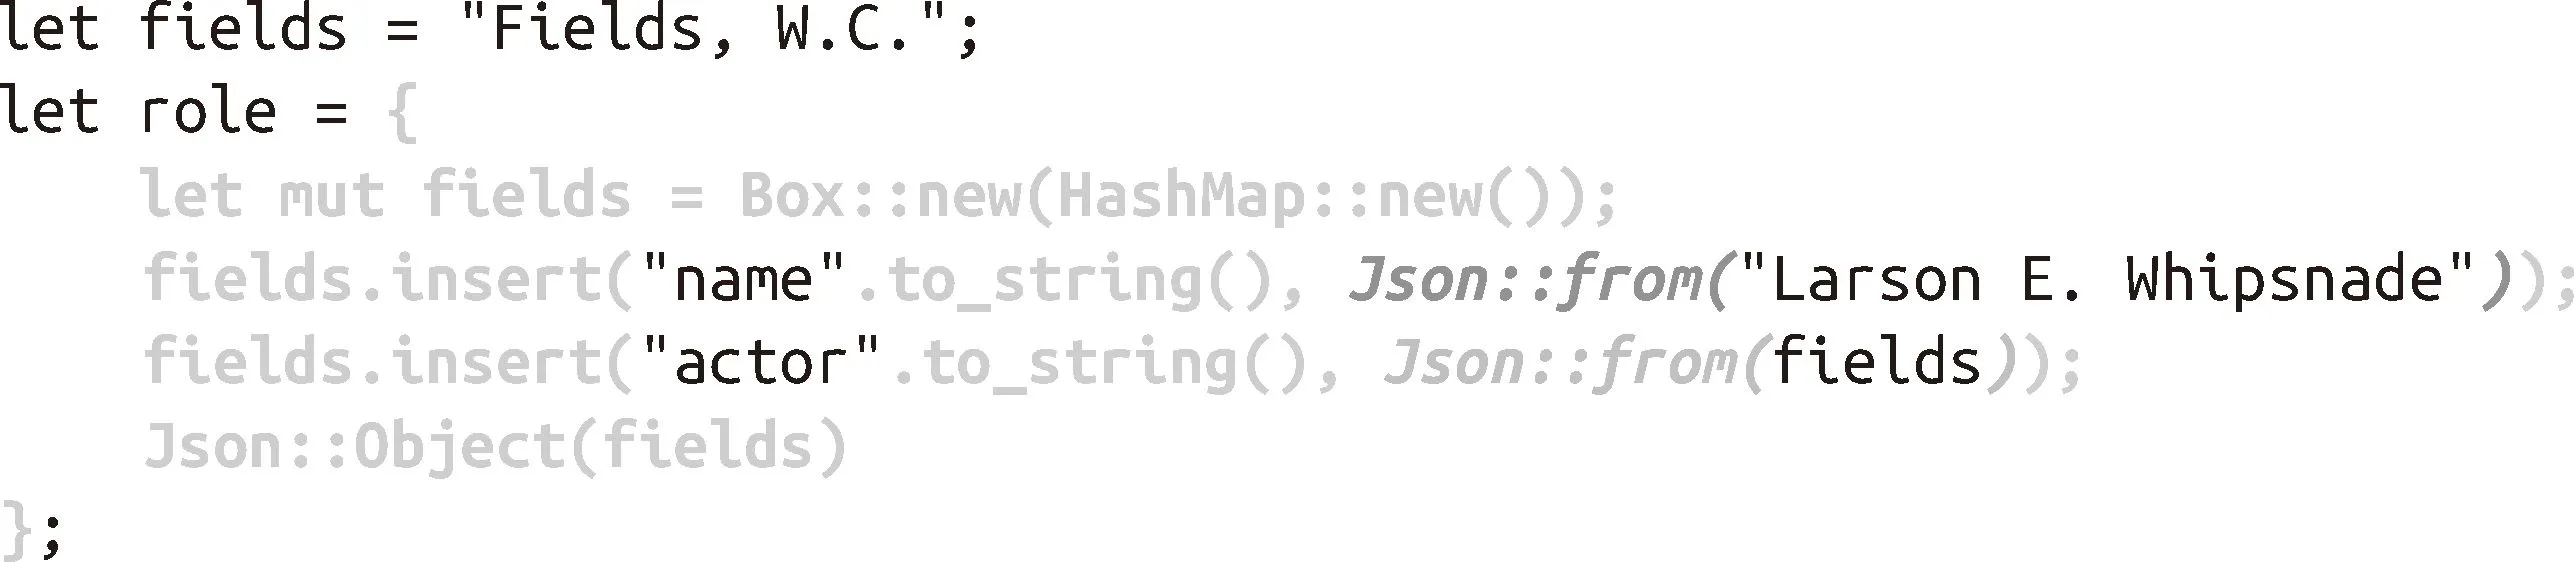 let fields = "Fields, W.C.";
let role = {
    let mut fields = Box::new(HashMap::new());
    fields.insert("name".to_string(), Json::from("Larson E. Whipsnade"));
    fields.insert("actor".to_string(), Json::from(fields));
    Json::Object(fields)
};